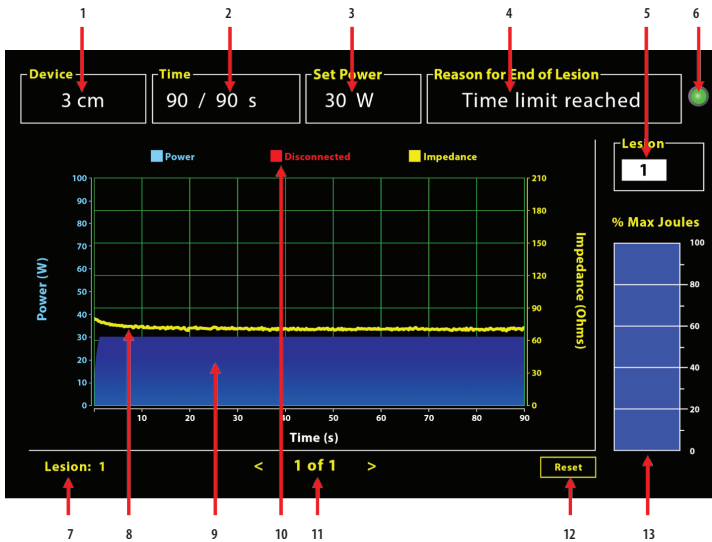 1 2 3 4 5 6
Device Time Set Power Reason for End of Lesion
3 cm 90 / 90 s 30 W Time limit reached
Lesion
1
Power Disconnected Impedance
% Max Joules
100 90 80 70 60 50 40 30 20 10 0
Power (W)
210 180 150 120 90 60 30 0
Impedance (Ohms)
100 80 60 40 20 0
10 20 30 40 50 60 70 80 90
Time (s)
Lesion: 1 < 1 of 1 > Reset
7 8 9 10 11 12 13